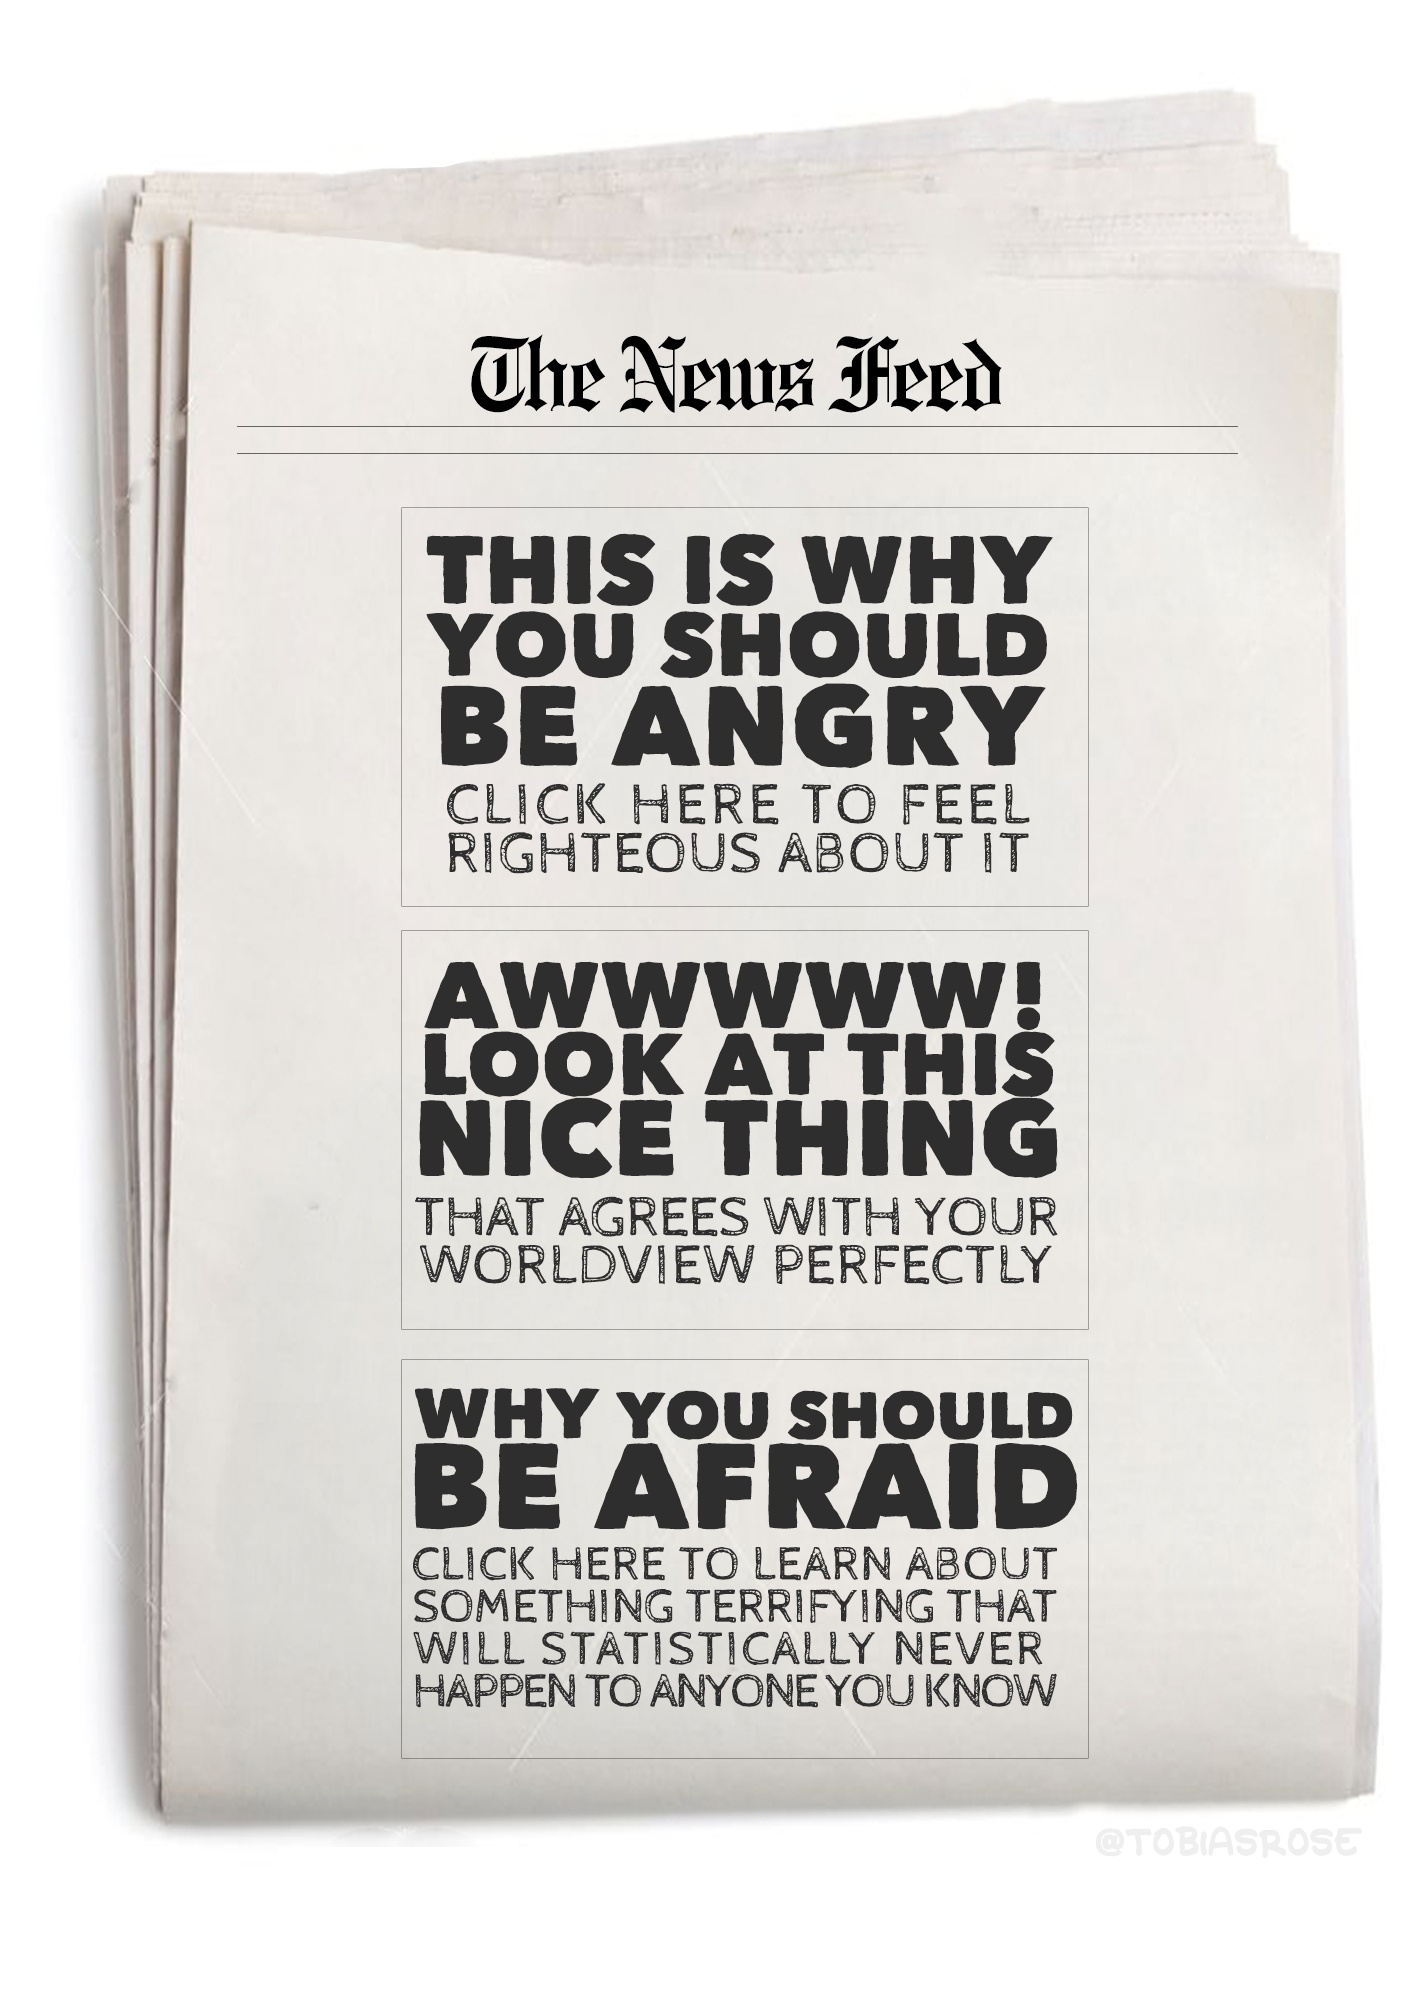 The News Feed
THIS IS WHY
YOU SHOULD
BE ANGRY
CLICK HERE TO FEEL
RIGHTEOUS ABOUT IT
AWWWWW!
LOOK AT THIS
NICE THING
THAT AGREES WITH YOUR
WORLDVIEW PERFECTLY
WHY YOU SHOULD
BE AFRAID
CLICK HERE TO LEARN ABOUT
SOMETHING TERRIFYING THAT
WILL STATISTICALLY NEVER
HAPPEN TO ANYONE YOU KNOW
@TOBIASROSE